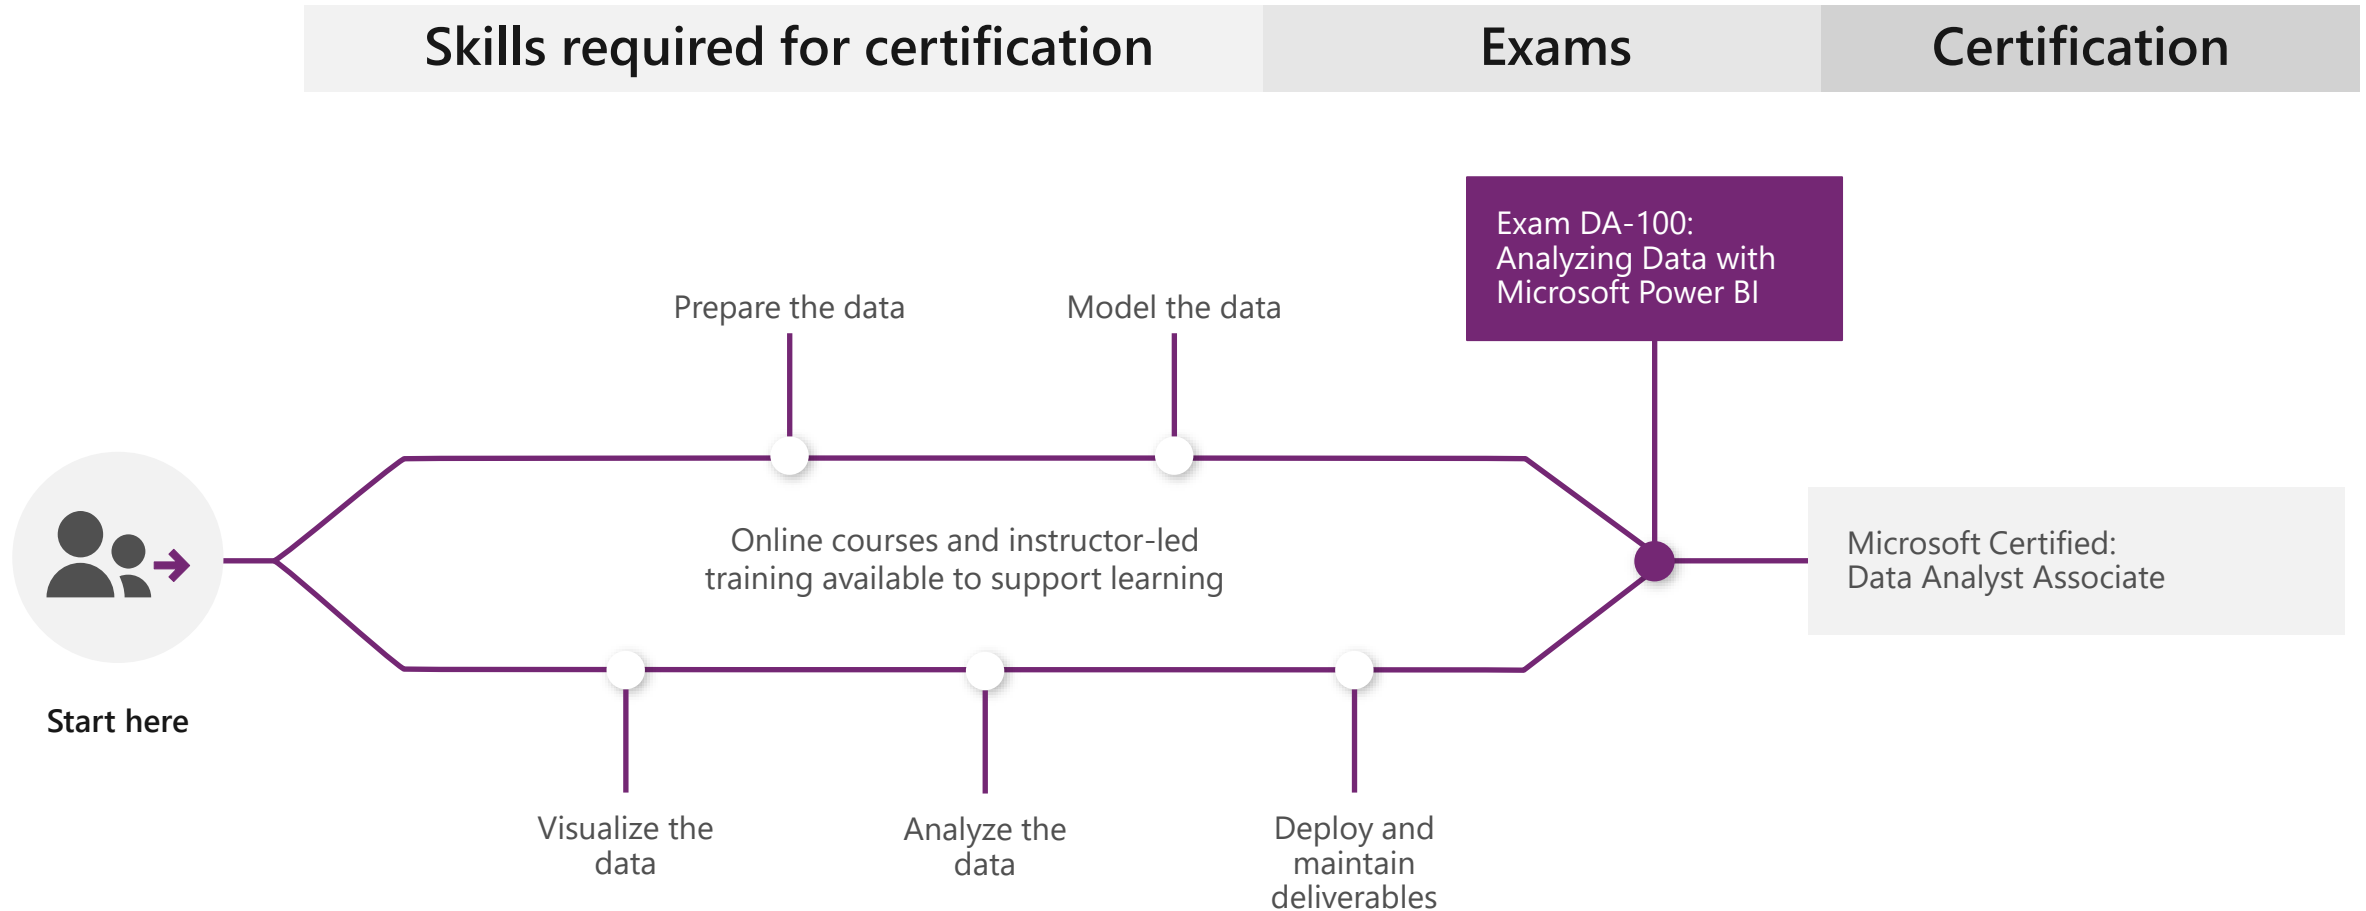 Skills required for certification
Exams
Certification
Exam DA-100:
Analyzing Data with
Microsoft Power BI
Prepare the data
Model the data
Online courses and instructor-led
training available to support learning
Microsoft Certified:
Data Analyst Associate
Start here
Visualize the
data
Analyze the
data
Deploy and
maintain
deliverables